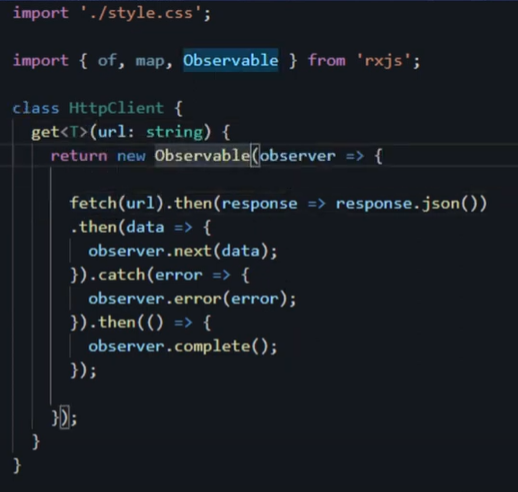 import './style.css';
import { of, map, Observable } from 'rxjs';
class HttpClient {
get<T>(url: string) {
return new Observable(observer => {
fetch(url).then(response => response.json())
.then(data => {
observer.next(data);
}).catch(error => {
observer.error(error);
}).then(() => {
observer.complete();
});
});
}
}